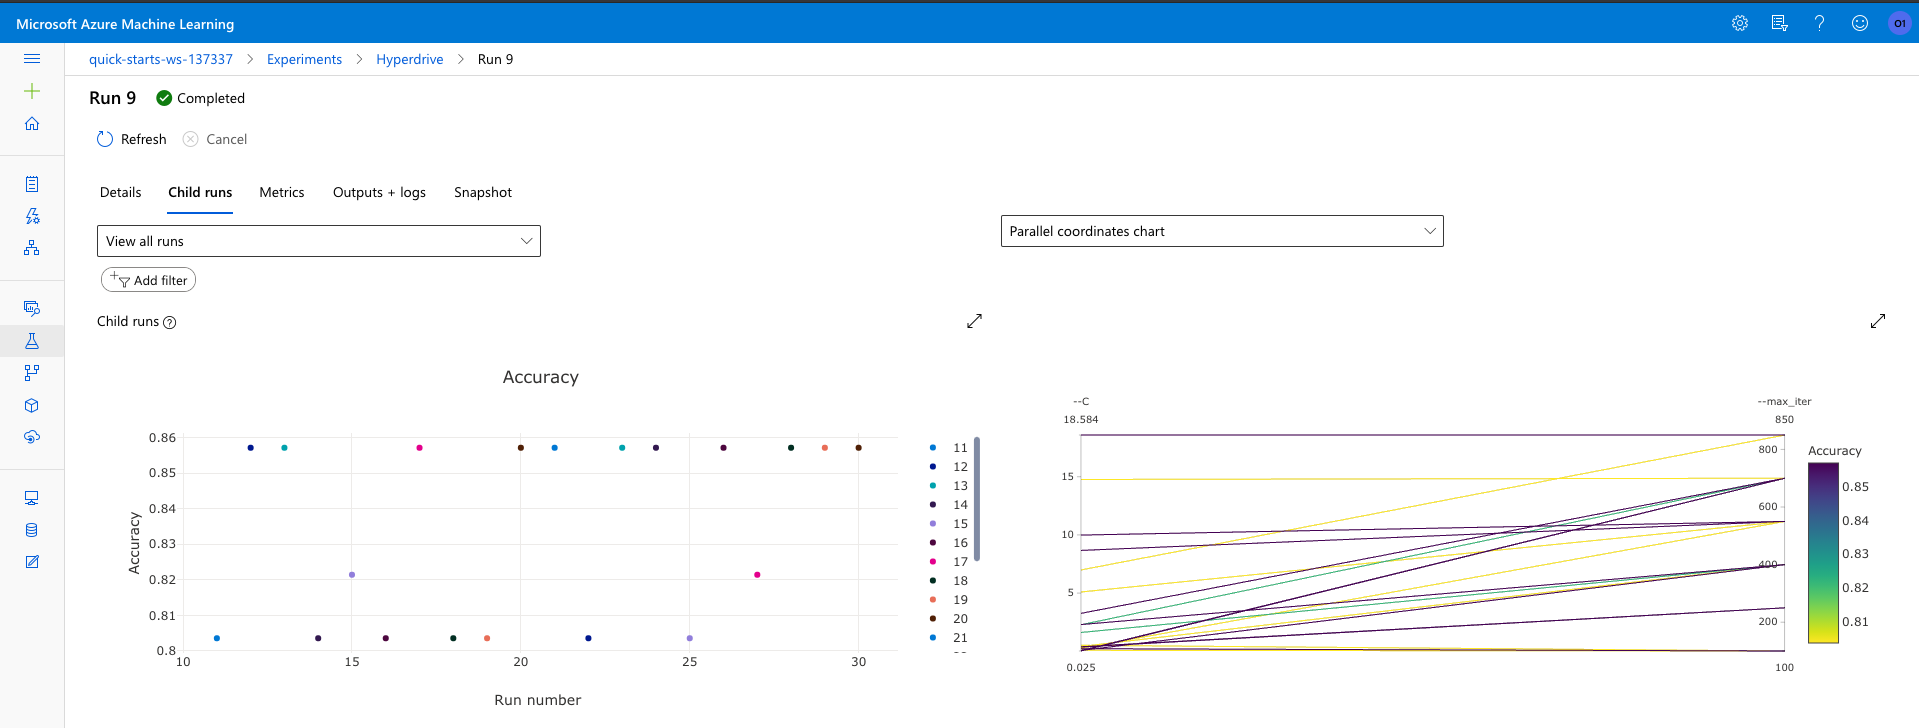 Microsoft Azure Machine Learning
O1
quick-starts-ws-137337 > Experiments > Hyperdrive > Run 9
Run 9 Completed
Refresh Cancel
Details Child runs Metrics Outputs + logs Snapshot
View all runs
Parallel coordinates chart
Add filter
Child runs
Accuracy
0.86
0.85
0.84
0.83
0.82
0.81
0.8
Accuracy
10 15 20 25 30
Run number
11
12
13
14
15
16
17
18
19
20
21
--C
18.584
15
10
5
0.025
--max_iter
850
800
600
400
200
100
Accuracy
0.85
0.84
0.83
0.82
0.81